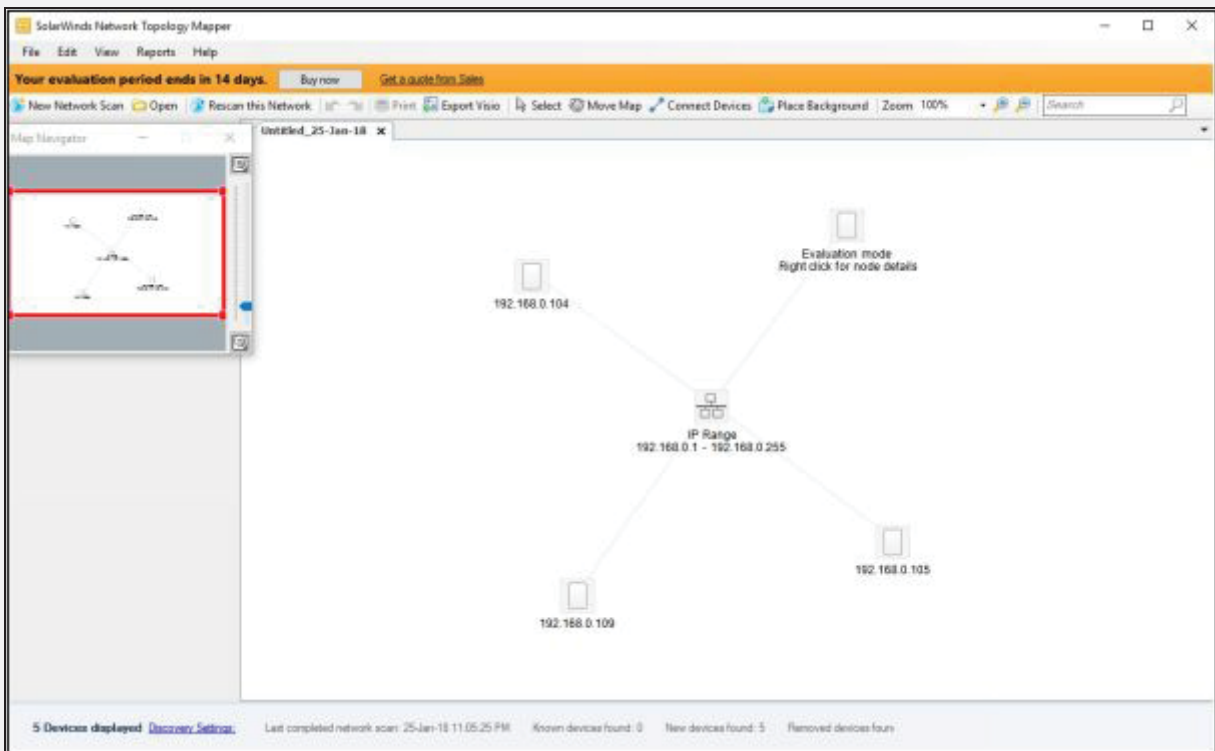 SolarWinds Network Topology Mapper
File Edit View Reports Help
Your evaluation period ends in 14 days. Buy now Get a quote from Sales
New Network Scan Open Rescan this Network Print Export Visio Select Move Map Connect Devices Place Background Zoom 100% Search
Map Navigator
Untitled_25-Jan-18
Evaluation mode
Right click for node details
192.168.0.104
IP Range
192.168.0.1 - 192.168.0.255
192.168.0.105
192.168.0.109
5 Devices displayed Discovery Settings. Last completed network scan: 25-Jan-18 11:05:25 PM Known devices found: 0 New devices found: 5 Removed devices foun